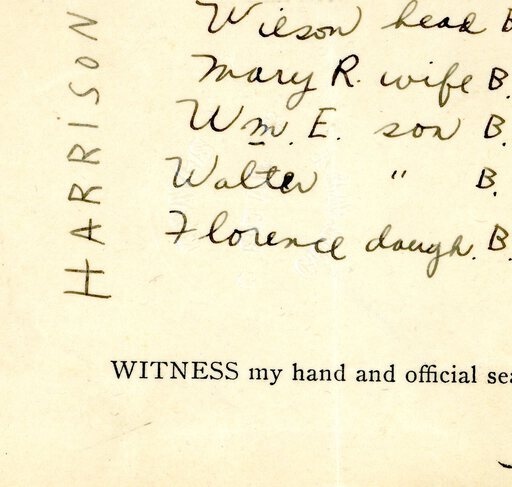 HARRISON
Wilson head B
Mary R. wife B.
Wm. E. son B.
Walter " B.
Florence daugh. B.
WITNESS my hand and official sea